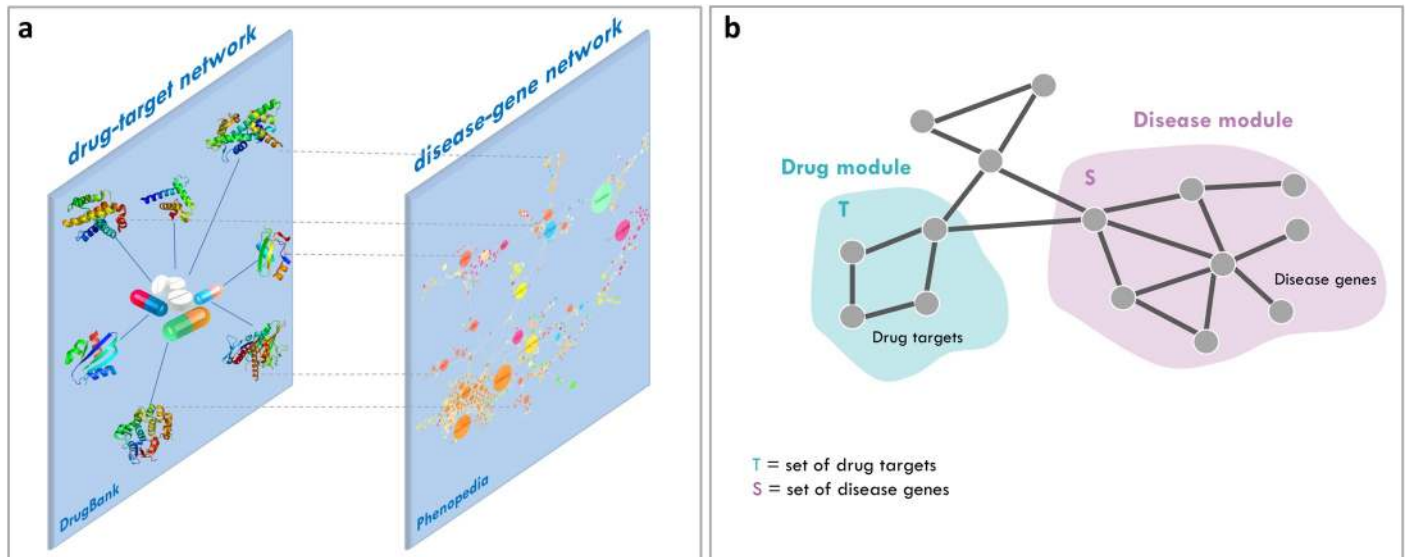 a
drug-target network
disease-gene network
DrugBank
Phenopedia
b
Disease module
Drug module
S
T
Disease genes
Drug targets
T = set of drug targets
S = set of disease genes